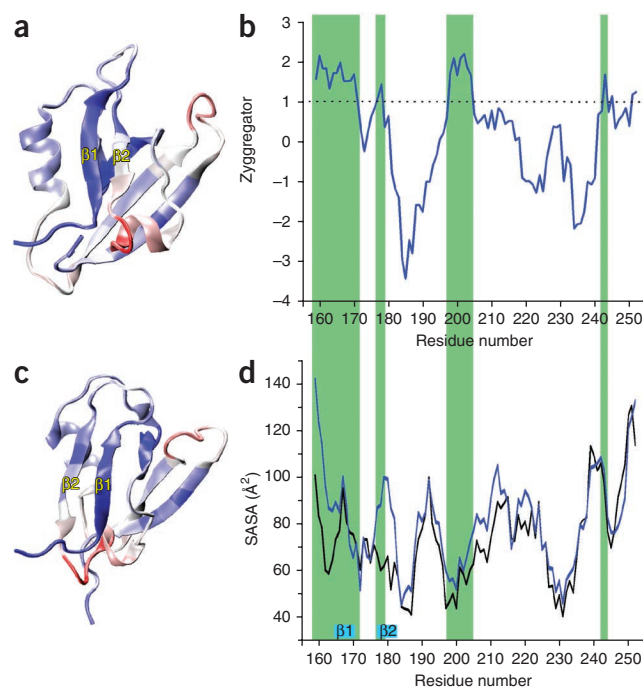 a
β1
β2
b
Zyggregator
3
2
1
0
−1
−2
−3
−4
160 170 180 190 200 210 220 230 240 250
Residue number
c
β2
β1
d
SASA (Å²)
140
120
100
80
60
40
β1
β2
160 170 180 190 200 210 220 230 240 250
Residue number